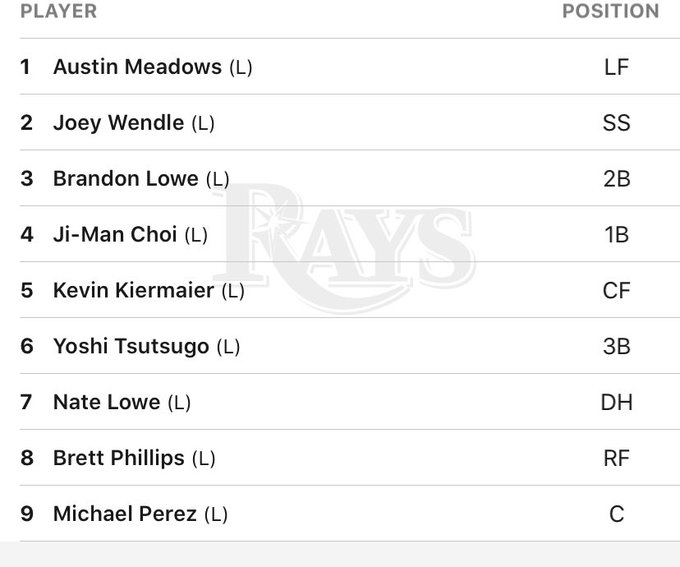 PLAYER POSITION
1 Austin Meadows (L) LF
2 Joey Wendle (L) SS
3 Brandon Lowe (L) 2B
4 Ji-Man Choi (L) 1B
5 Kevin Kiermaier (L) CF
6 Yoshi Tsutsugo (L) 3B
7 Nate Lowe (L) DH
8 Brett Phillips (L) RF
9 Michael Perez (L) C
RAYS